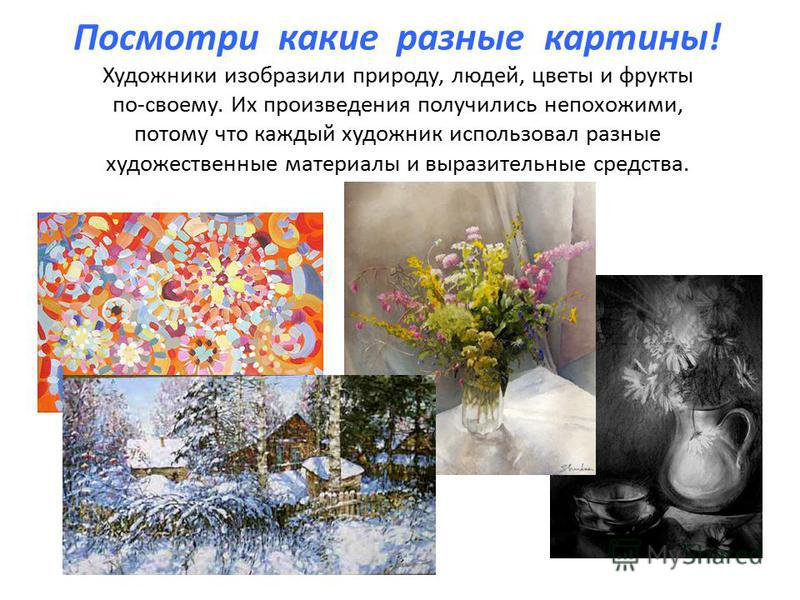 Посмотри какие разные картины!
Художники изобразили природу, людей, цветы и фрукты
по-своему. Их произведения получились непохожими,
потому что каждый художник использовал разные
художественные материалы и выразительные средства.
MyShared